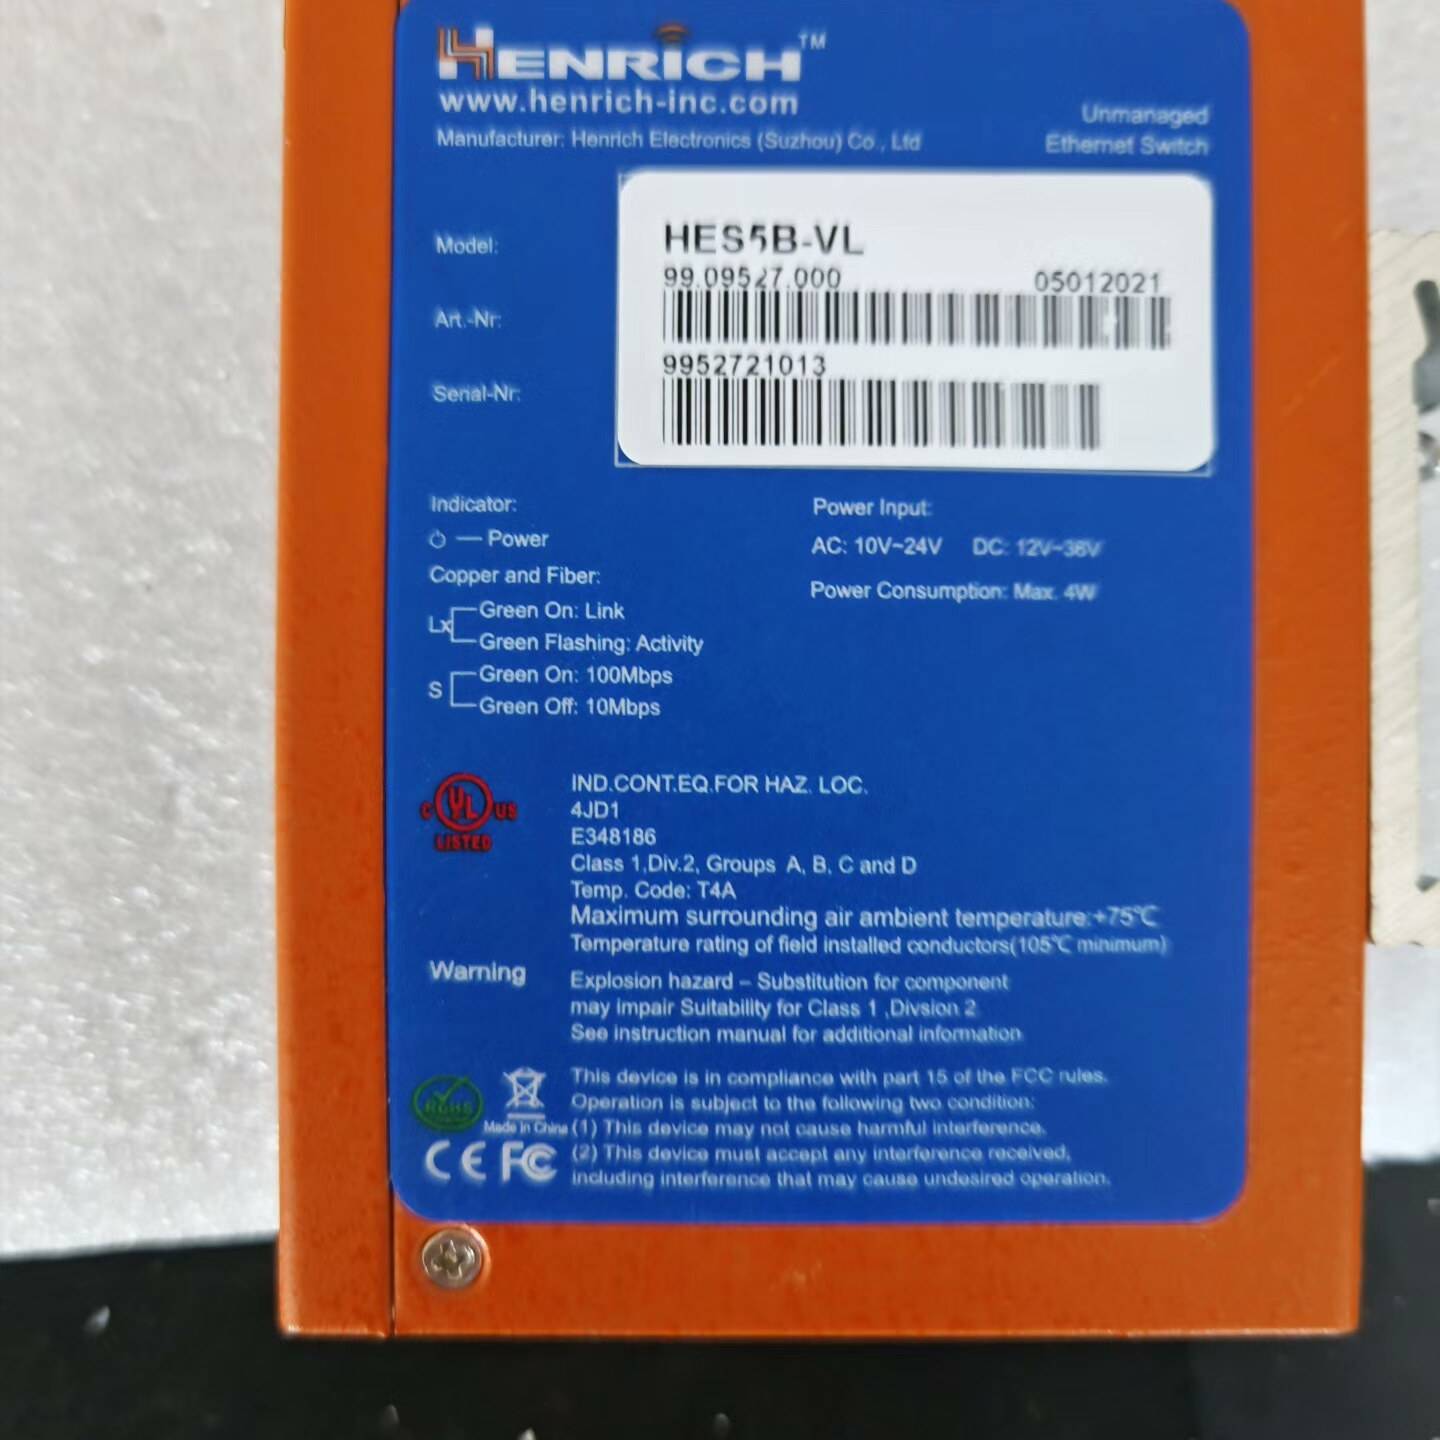 HENRICH™
www.henrich-inc.com
Manufacturer: Henrich Electronics (Suzhou) Co., Ltd
Unmanaged
Ethernet Switch
Model: HES5B-VL
99.09527.000 05012021
Art.-Nr:
9952721013
Serial-Nr:
Indicator:
Power
Copper and Fiber:
Lx Green On: Link
Green Flashing: Activity
S Green On: 100Mbps
Green Off: 10Mbps
Power Input:
AC: 10V~24V DC: 12V~36V
Power Consumption: Max. 4W
C UL US
LISTED
IND.CONT.EQ.FOR HAZ. LOC.
4JD1
E348186
Class 1,Div.2, Groups A, B, C and D
Temp. Code: T4A
Maximum surrounding air ambient temperature:+75℃
Temperature rating of field installed conductors(105℃ minimum)
Warning Explosion hazard – Substitution for component
may impair Suitability for Class 1 ,Divsion 2
See instruction manual for additional information
RoHS
Made in China
CE FC
This device is in compliance with part 15 of the FCC rules.
Operation is subject to the following two condition:
(1) This device may not cause harmful interference.
(2) This device must accept any interference received,
including interference that may cause undesired operation.